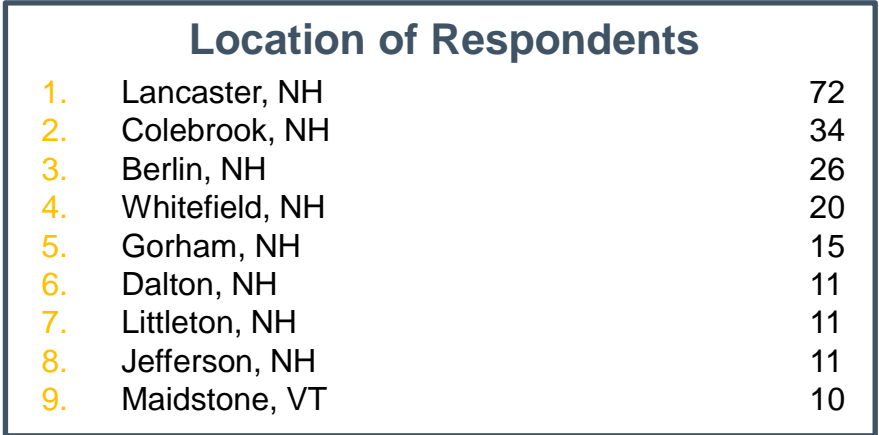 Location of Respondents
1. Lancaster, NH 72
2. Colebrook, NH 34
3. Berlin, NH 26
4. Whitefield, NH 20
5. Gorham, NH 15
6. Dalton, NH 11
7. Littleton, NH 11
8. Jefferson, NH 11
9. Maidstone, VT 10